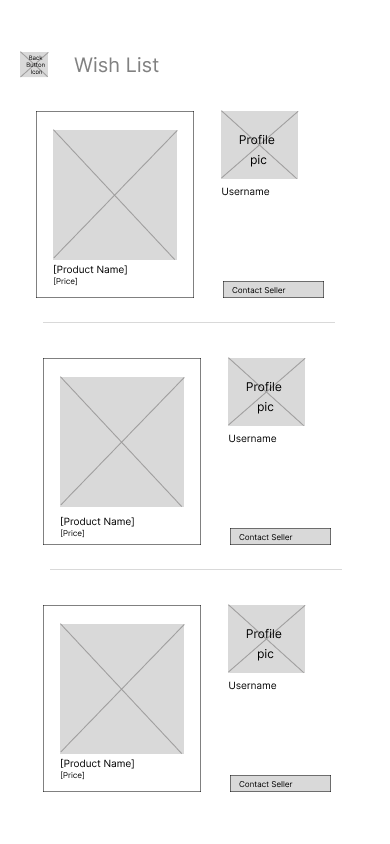 Back
Button
Icon
Wish List
Profile
pic
Username
[Product Name]
[Price]
Contact Seller
Profile
pic
Username
[Product Name]
[Price]
Contact Seller
Profile
pic
Username
[Product Name]
[Price]
Contact Seller